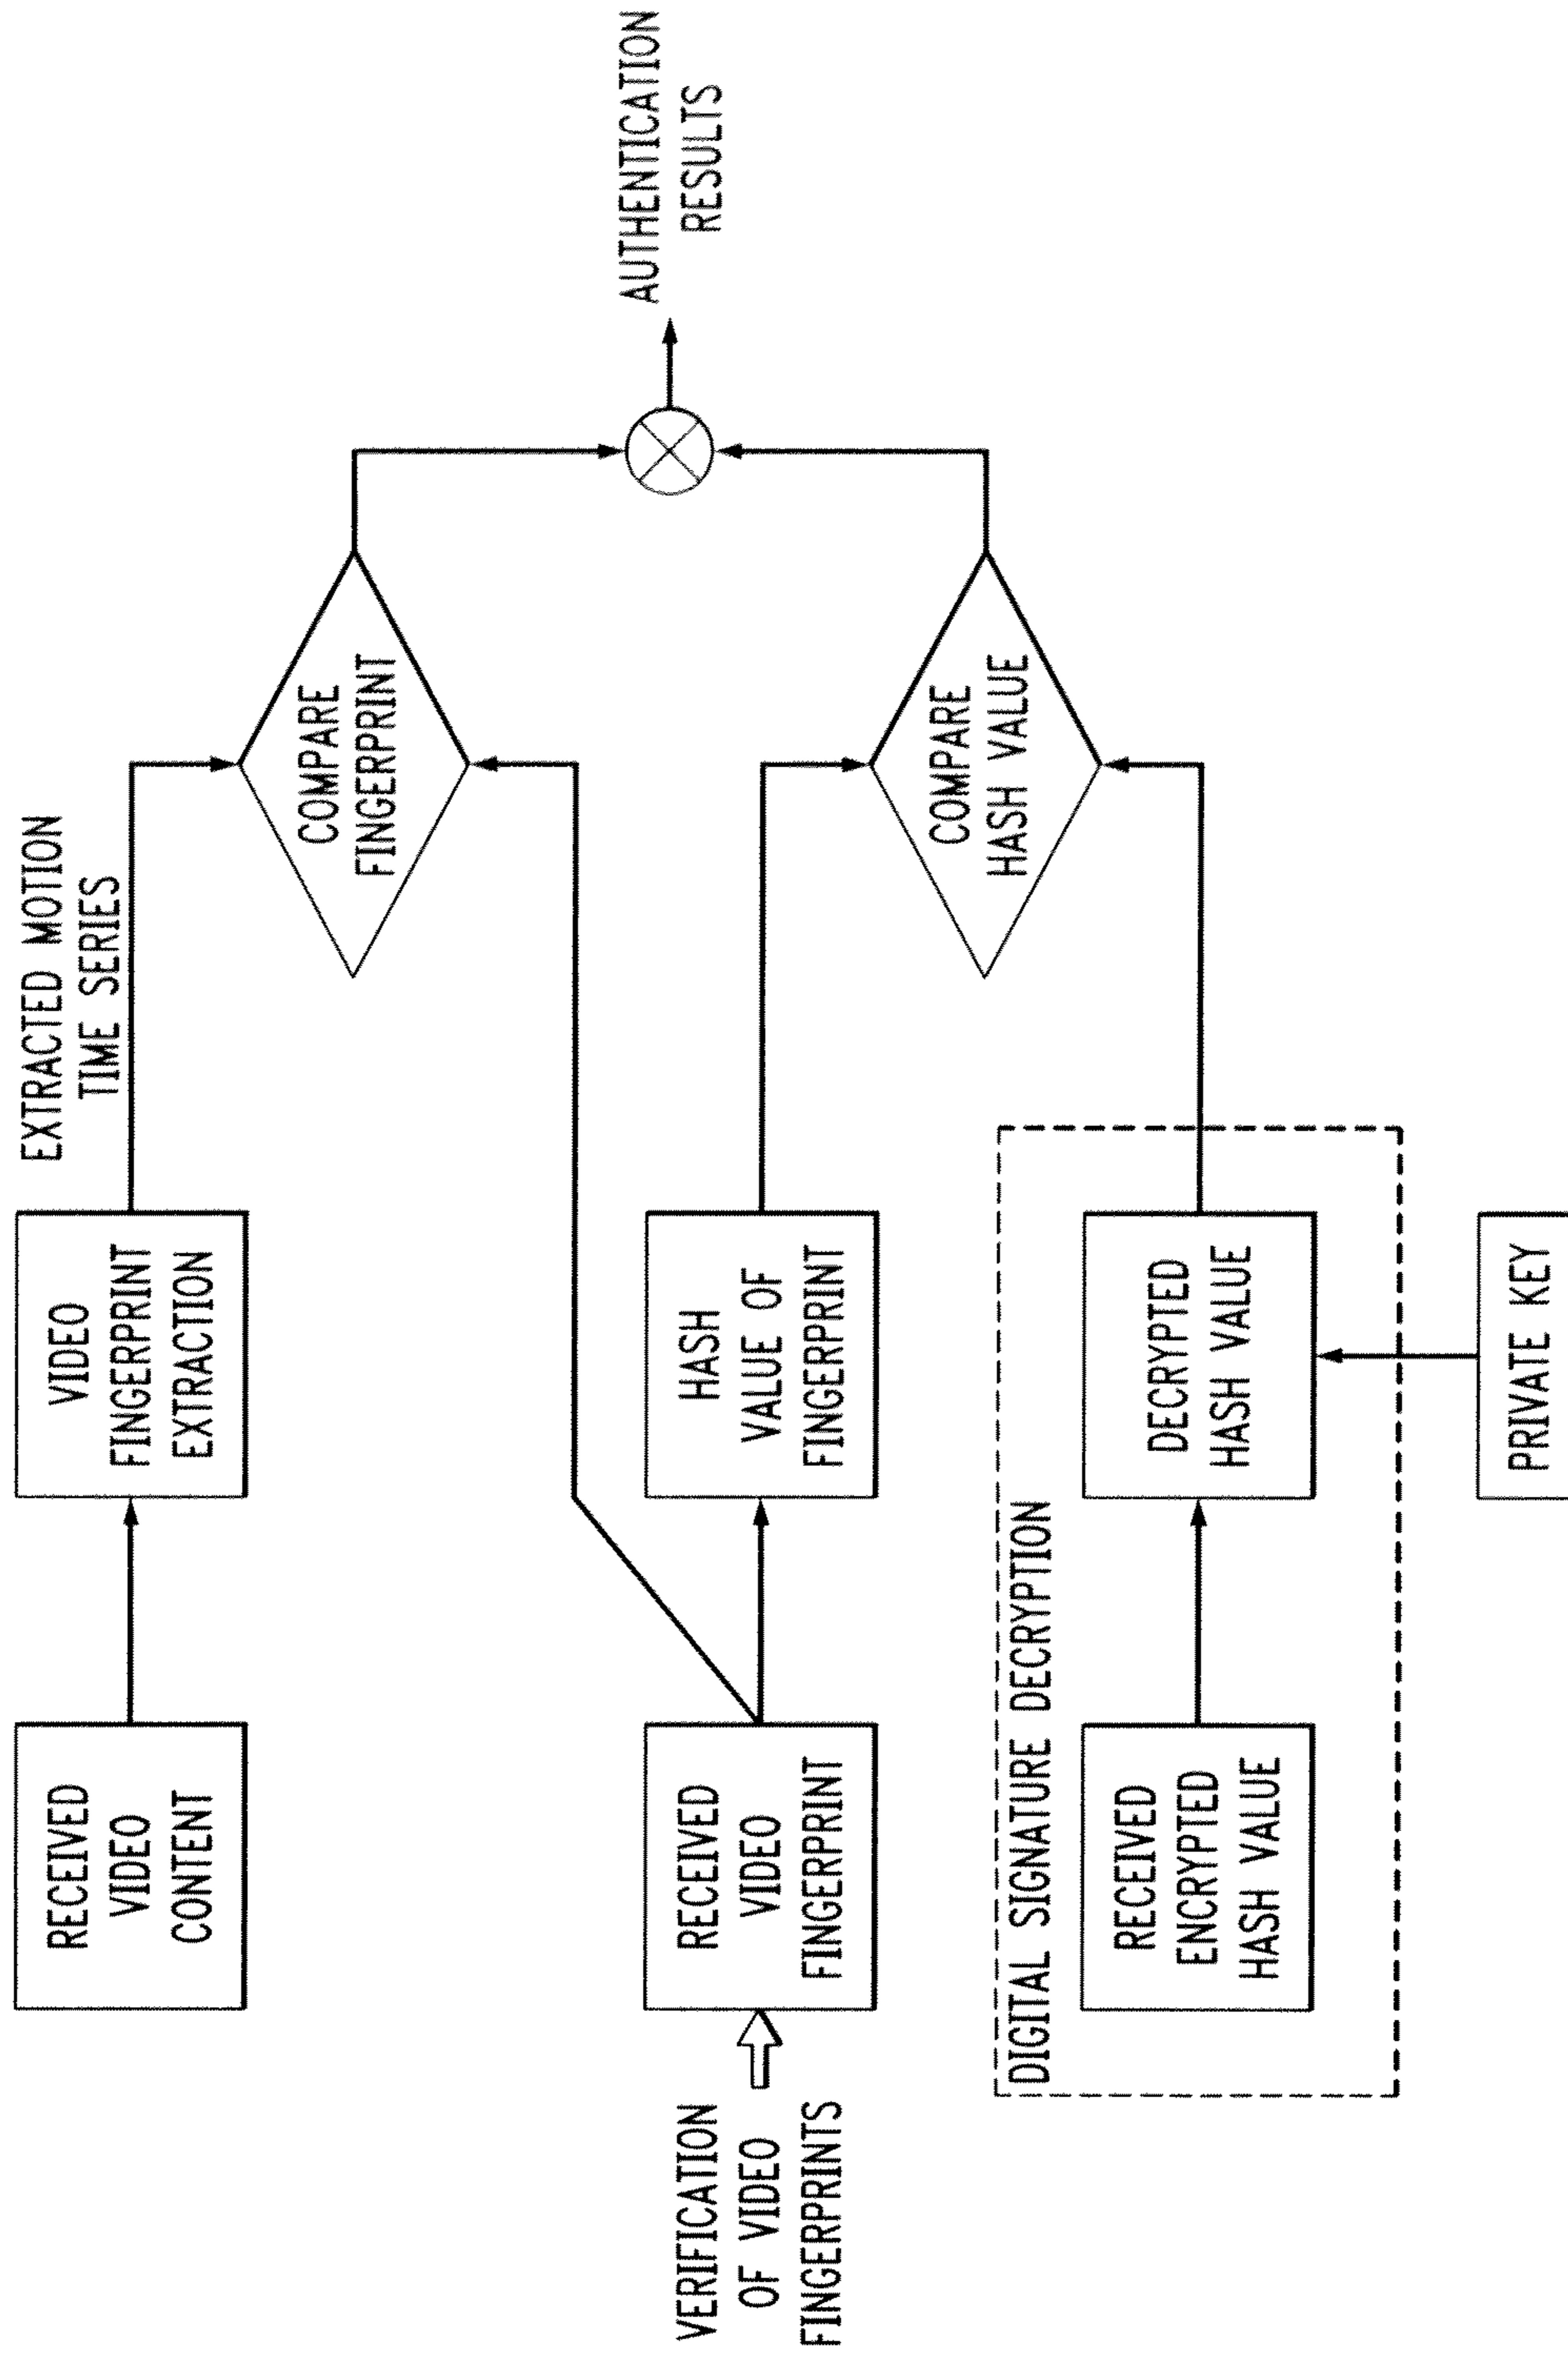 RECEIVED
VIDEO
CONTENT
VIDEO
FINGERPRINT
EXTRACTION
EXTRACTED MOTION
TIME SERIES
COMPARE
FINGERPRINT
VERIFICATION
OF VIDEO
FINGERPRINTS
RECEIVED
VIDEO
FINGERPRINT
HASH
VALUE OF
FINGERPRINT
COMPARE
HASH VALUE
AUTHENTICATION
RESULTS
DIGITAL SIGNATURE DECRYPTION
RECEIVED
ENCRYPTED
HASH VALUE
DECRYPTED
HASH VALUE
PRIVATE KEY